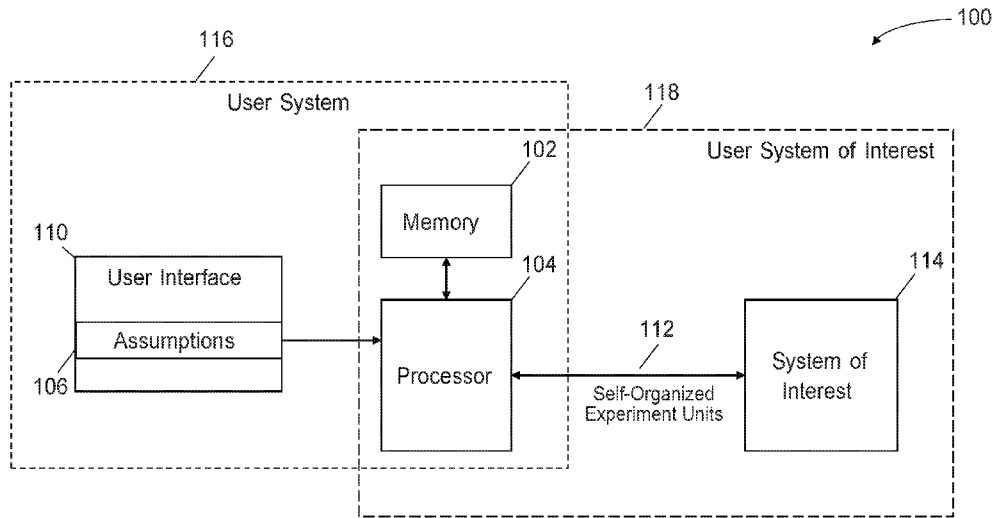 100
116
User System
118
User System of Interest
102
Memory
110
User Interface
104
114
Assumptions
112
106
Processor
Self-Organized
Experiment Units
System of
Interest